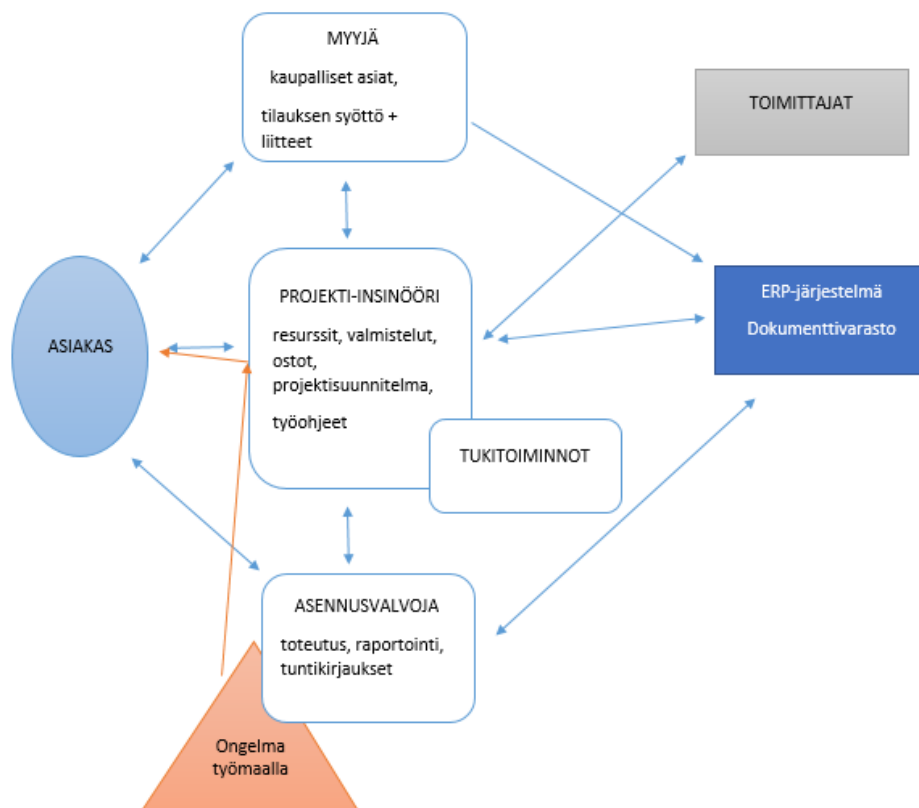 MYYJÄ
kaupalliset asiat,
tilauksen syöttö +
liitteet
TOIMITTAJAT
ERP-järjestelmä
Dokumenttivarasto
PROJEKTI-INSINÖÖRI
resurssit, valmistelut,
ostot,
projektisuunnitelma,
työohjeet
ASIAKAS
TUKITOIMINNOT
ASENNUSVALVOJA
toteutus, raportointi,
tuntikirjaukset
Ongelma
työmaalla